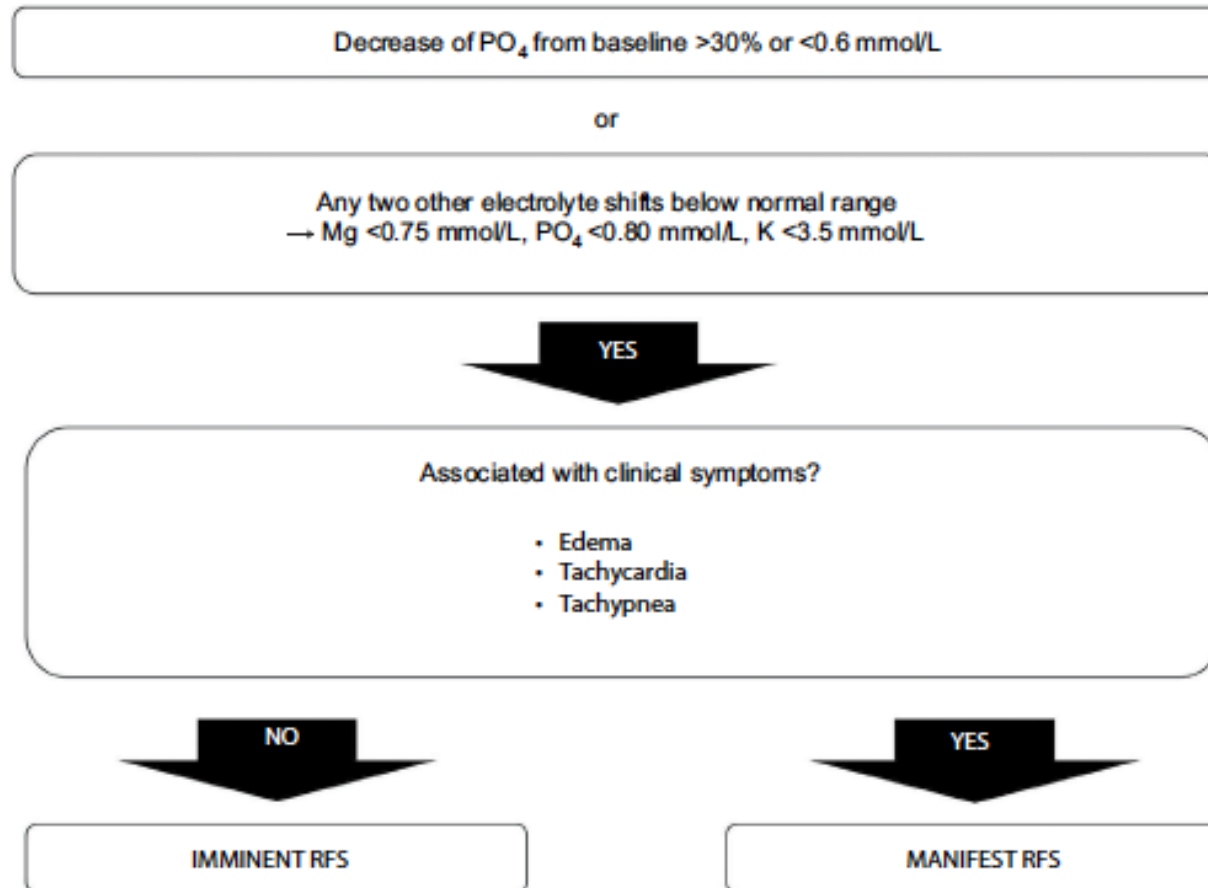 Decrease of PO4 from baseline >30% or <0.6 mmol/L
or
Any two other electrolyte shifts below normal range
→ Mg <0.75 mmol/L, PO4 <0.80 mmol/L, K <3.5 mmol/L
YES
Associated with clinical symptoms?
• Edema
• Tachycardia
• Tachypnea
NO
YES
IMMINENT RFS
MANIFEST RFS